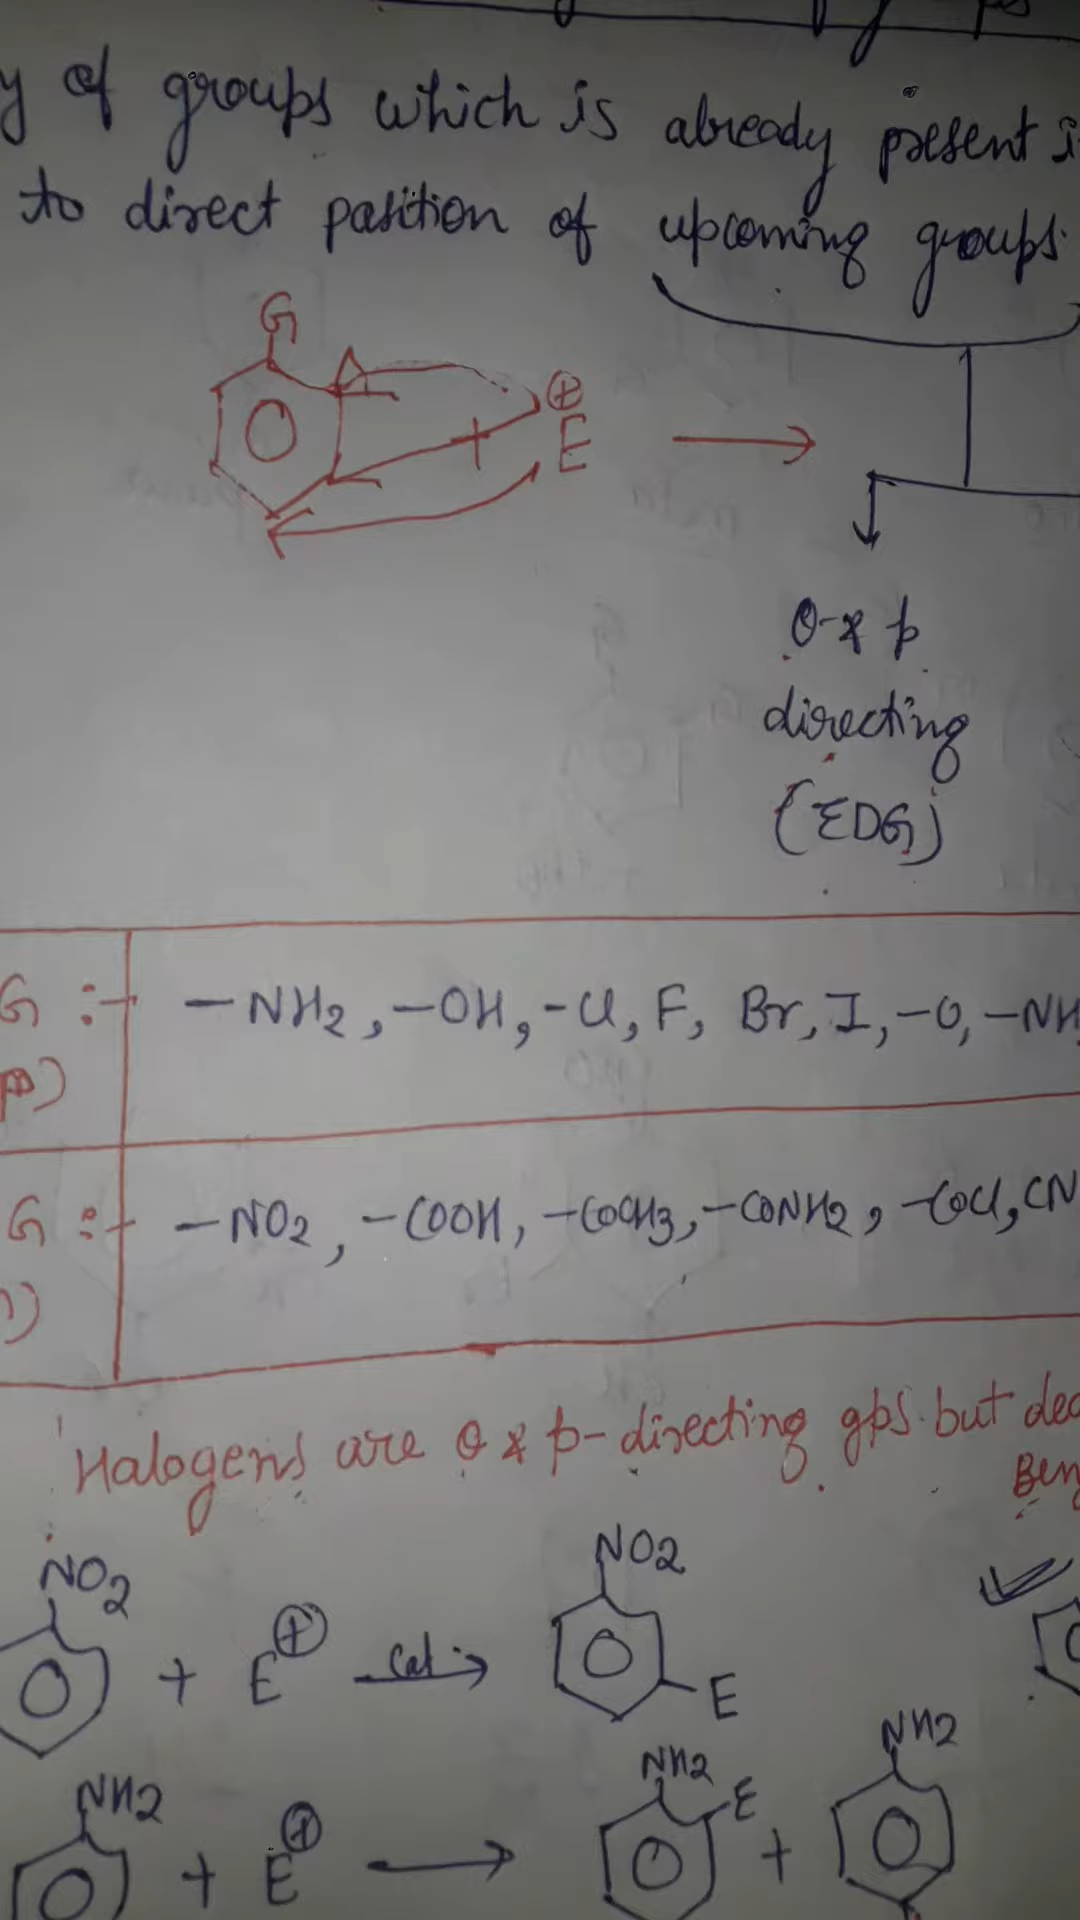 y of groups which is already present i
to direct position of upcoming groups.
G
⊕
E
O- & p
directing
(EDG)
G :- -NH2, -OH, -Cl, F, Br, I, -O, -NH
G :- -NO2, -COOH, -COCH3, -CONH2, -COCl, CN
Halogens are O & p-directing gps. but dea
Ben
NO2 + E⊕ Cat. → NO2 E
NH2 + E⊕ → NH2 E + NH2